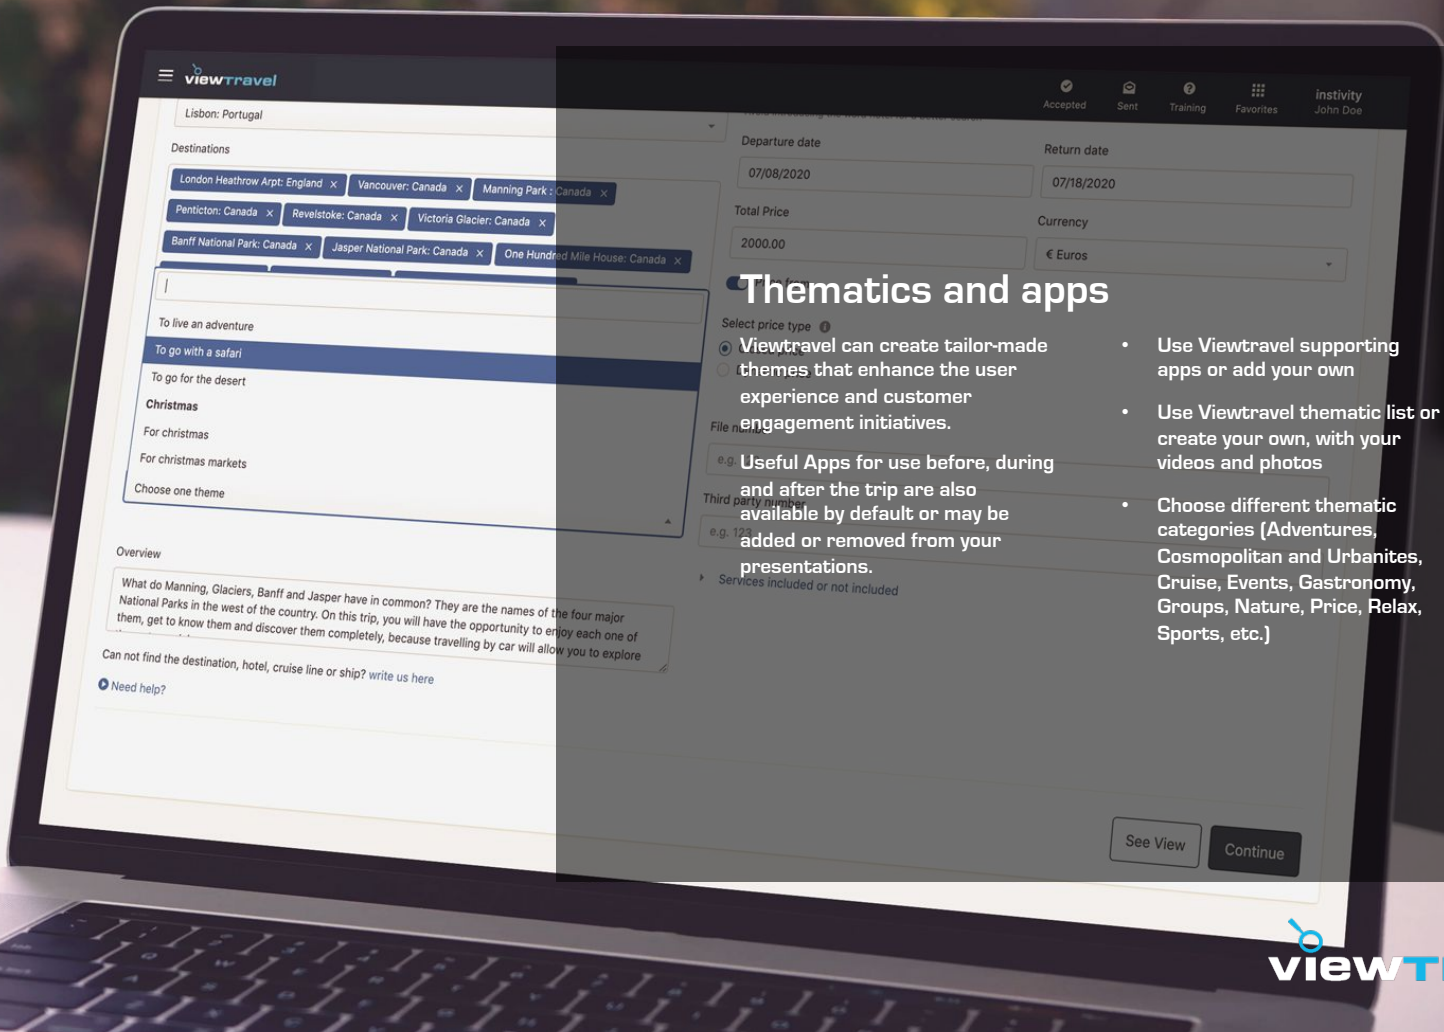 viewTravel
Accepted
Sent
Training
Favorites
instivity
John Doe
Lisbon: Portugal
Destinations
London Heathrow Arpt: England ×
Vancouver: Canada ×
Manning Park : Canada ×
Penticton: Canada ×
Revelstoke: Canada ×
Victoria Glacier: Canada ×
Banff National Park: Canada ×
Jasper National Park: Canada ×
One Hundred Mile House: Canada ×
To live an adventure
To go with a safari
To go for the desert
Christmas
For christmas
For christmas markets
Choose one theme
Overview
What do Manning, Glaciers, Banff and Jasper have in common? They are the names of the four major
National Parks in the west of the country. On this trip, you will have the opportunity to enjoy each one of
them, get to know them and discover them completely, because travelling by car will allow you to explore
Can not find the destination, hotel, cruise line or ship? write us here
Need help?
Departure date
07/08/2020
Return date
07/18/2020
Total Price
2000.00
Currency
€ Euros
Select price type
File number
e.g.
Third party number
e.g. 123
Services included or not included
See View
Continue
Thematics and apps
Viewtravel can create tailor-made
themes that enhance the user
experience and customer
engagement initiatives.
Useful Apps for use before, during
and after the trip are also
available by default or may be
added or removed from your
presentations.
• Use Viewtravel supporting
apps or add your own
• Use Viewtravel thematic list or
create your own, with your
videos and photos
• Choose different thematic
categories (Adventures,
Cosmopolitan and Urbanites,
Cruise, Events, Gastronomy,
Groups, Nature, Price, Relax,
Sports, etc.)
viewT